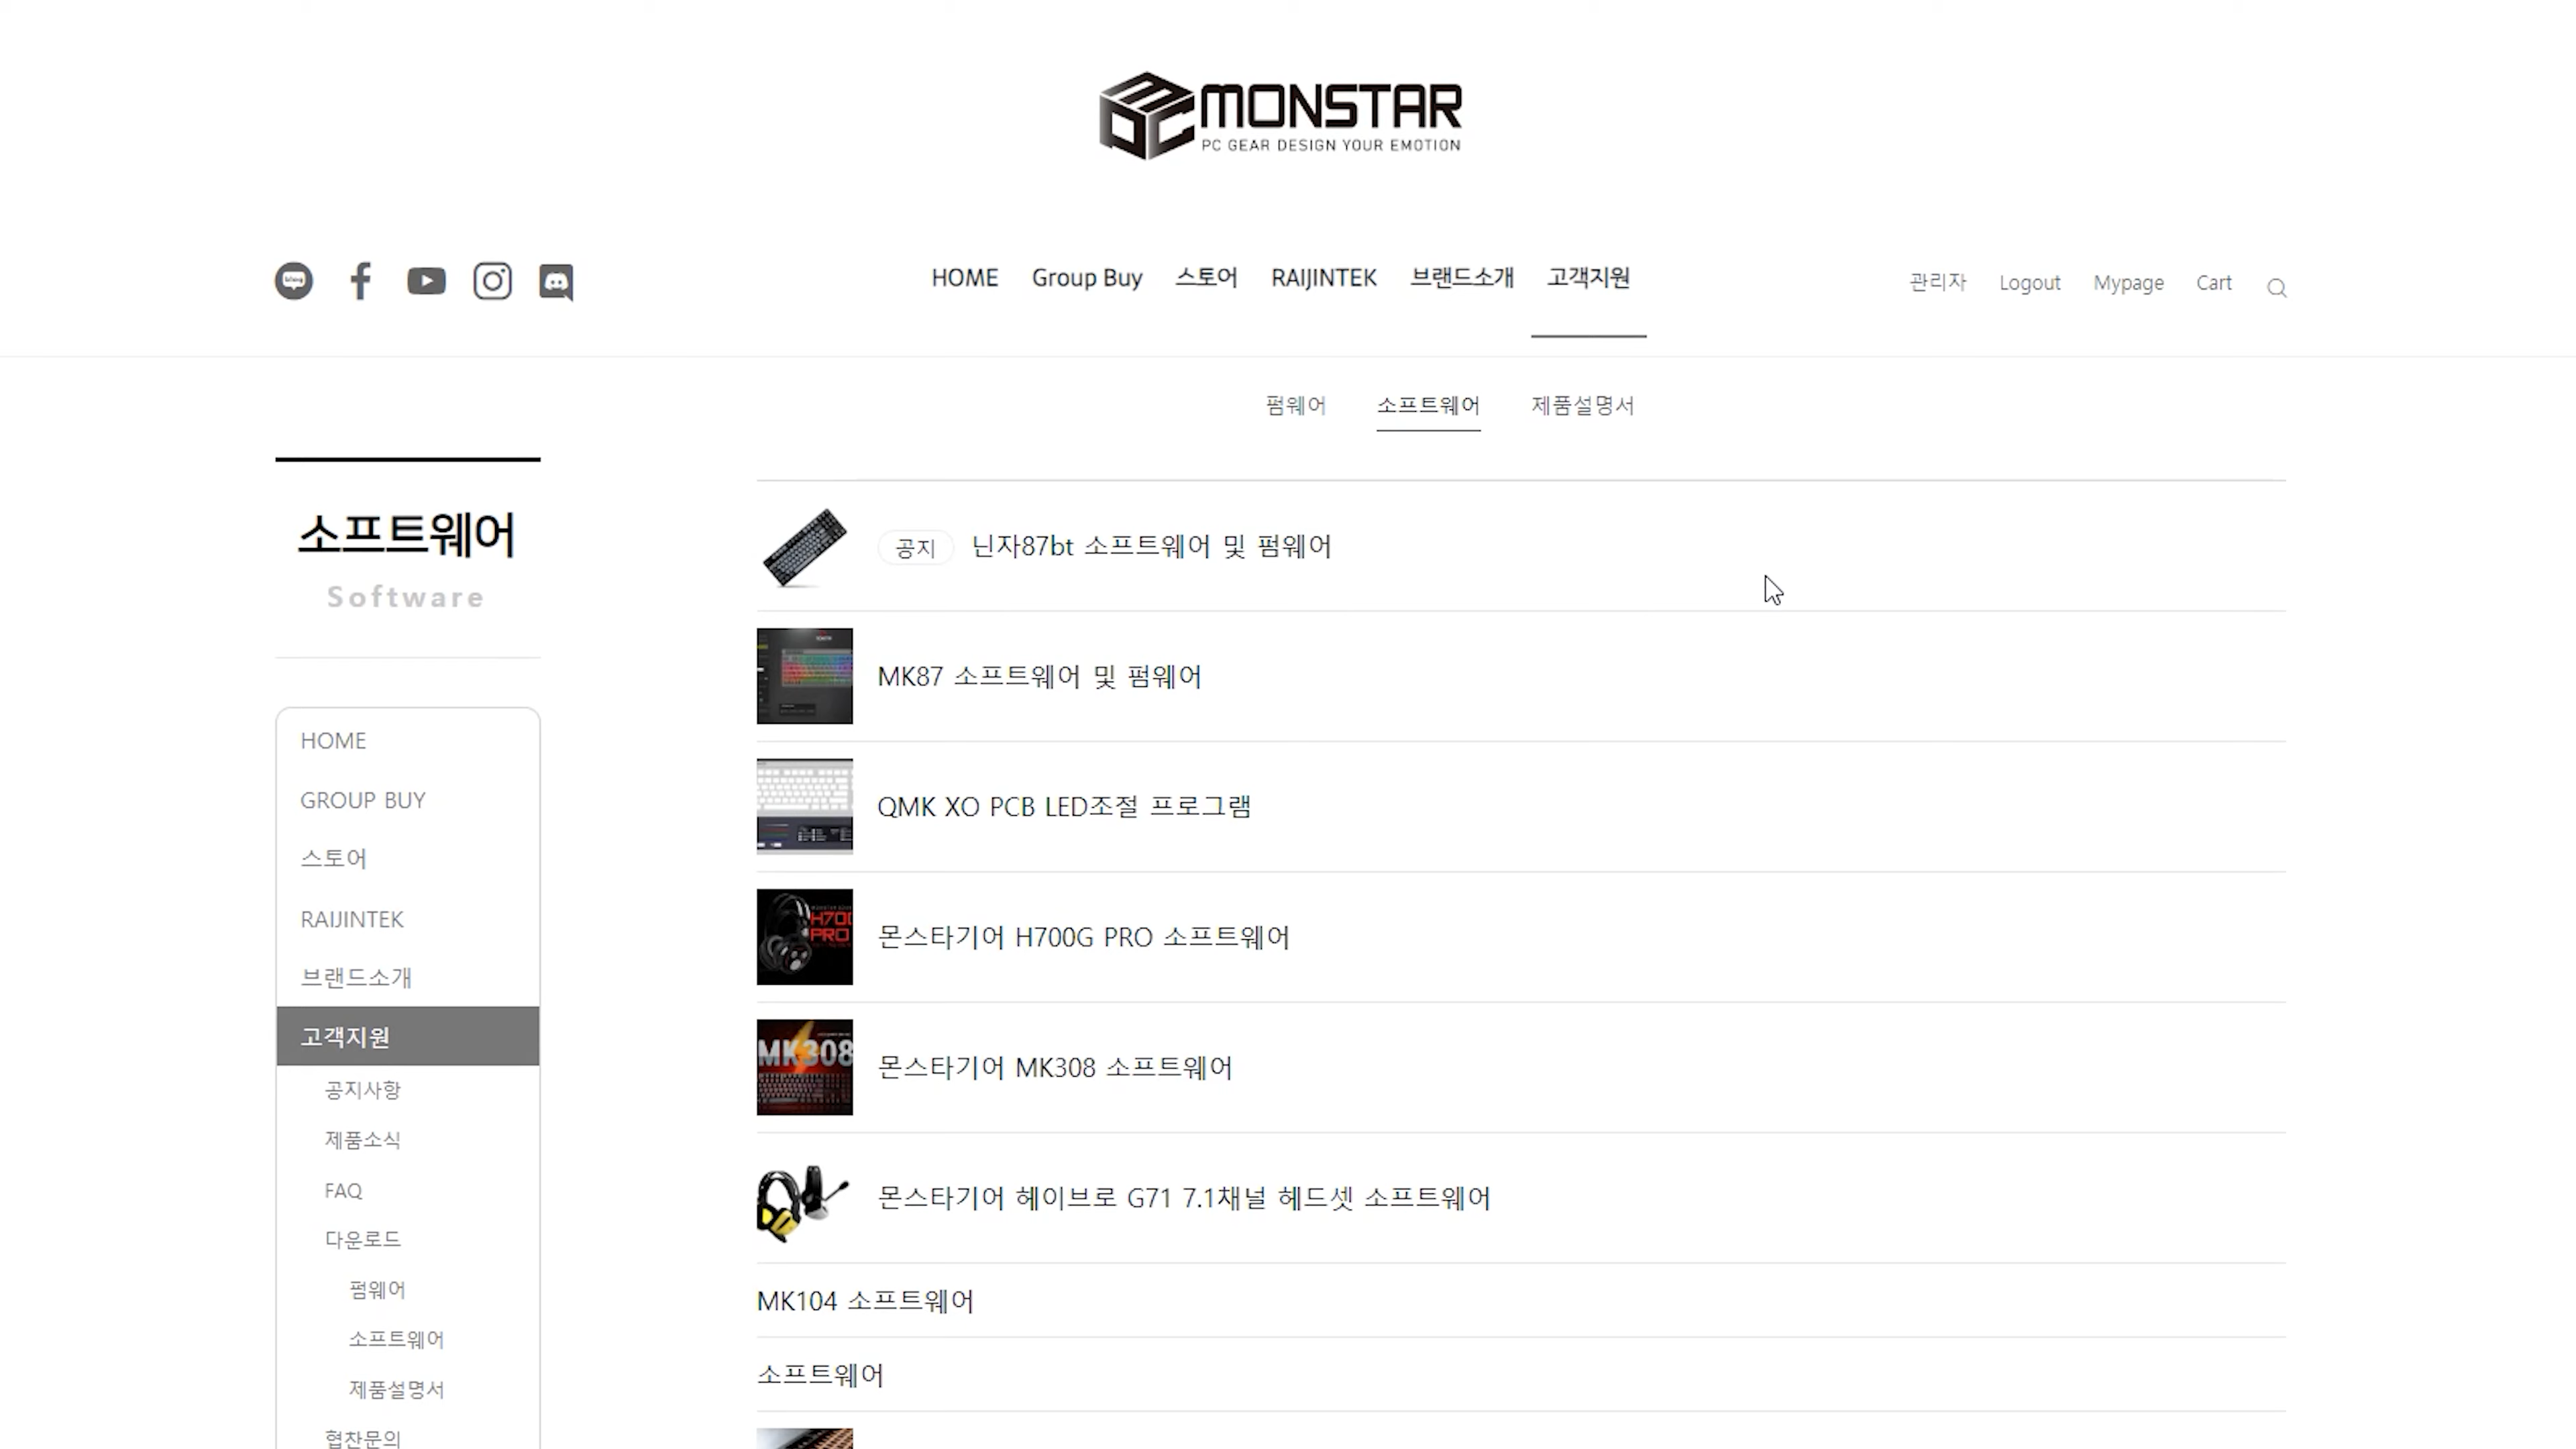 MONSTAR
PC GEAR DESIGN YOUR EMOTION
blog
HOME Group Buy 스토어 RAIJINTEK 브랜드소개 고객지원
관리자 Logout Mypage Cart
펌웨어 소프트웨어 제품설명서
소프트웨어
Software
HOME
GROUP BUY
스토어
RAIJINTEK
브랜드소개
고객지원
공지사항
제품소식
FAQ
다운로드
펌웨어
소프트웨어
제품설명서
협찬문의
공지 닌자87bt 소프트웨어 및 펌웨어
MK87 소프트웨어 및 펌웨어
QMK XO PCB LED조절 프로그램
H700
PRO
몬스타기어 H700G PRO 소프트웨어
MK308
몬스타기어 MK308 소프트웨어
몬스타기어 헤이브로 G71 7.1채널 헤드셋 소프트웨어
MK104 소프트웨어
소프트웨어